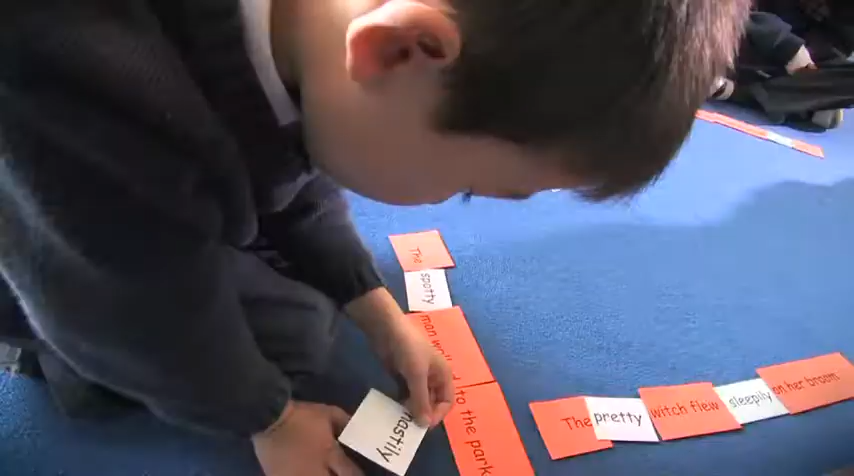 The
spotty
man
to the park
hastily
The pretty witch flew sleepily on her broom